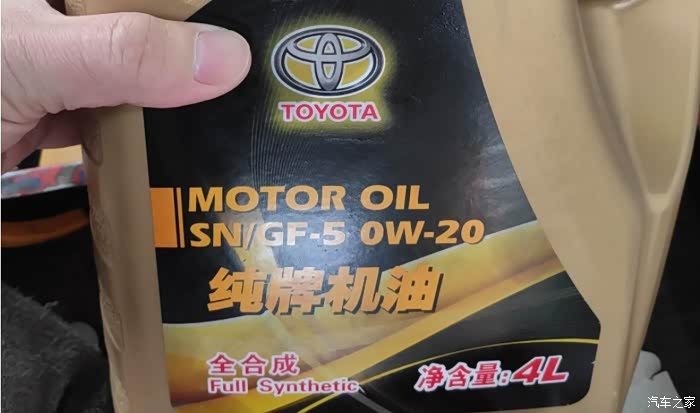 TOYOTA
MOTOR OIL
SN/GF-5 0W-20
纯牌机油
全合成
Full Synthetic
净含量:4L
汽车之家